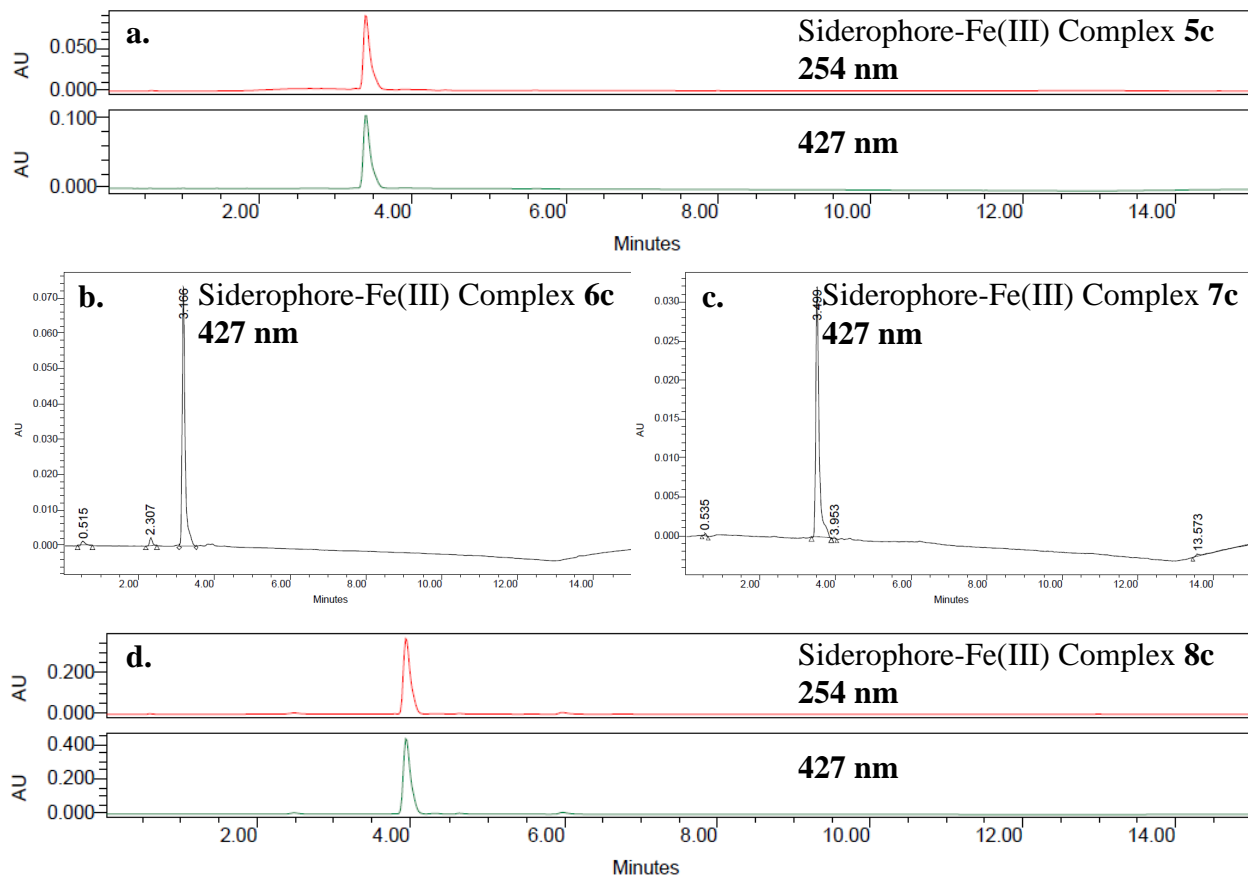 a.
Siderophore-Fe(III) Complex 5c
254 nm
AU
0.050
0.000
427 nm
AU
0.100
0.000
2.00 4.00 6.00 8.00 10.00 12.00 14.00
Minutes
b.
Siderophore-Fe(III) Complex 6c
427 nm
AU
0.070
0.060
0.050
0.040
0.030
0.020
0.010
0.000
0.515
2.307
3.166
2.00 4.00 6.00 8.00 10.00 12.00 14.00
Minutes
c.
Siderophore-Fe(III) Complex 7c
427 nm
AU
0.030
0.025
0.020
0.015
0.010
0.005
0.000
0.535
3.499
3.953
13.573
2.00 4.00 6.00 8.00 10.00 12.00 14.00
Minutes
d.
Siderophore-Fe(III) Complex 8c
254 nm
AU
0.200
0.000
427 nm
AU
0.400
0.200
0.000
2.00 4.00 6.00 8.00 10.00 12.00 14.00
Minutes